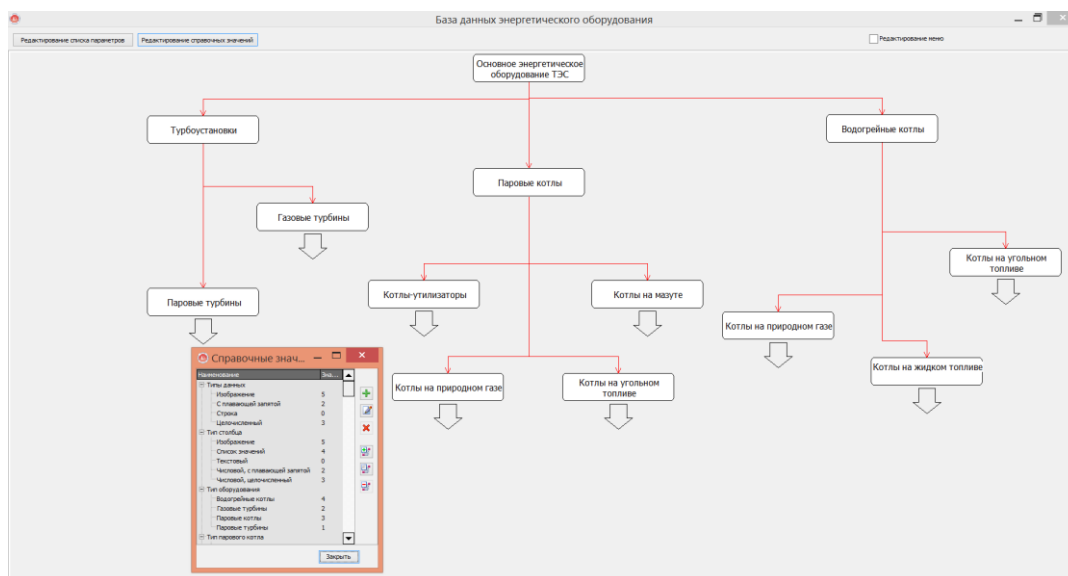 База данных энергетического оборудования
Редактирование списка параметров
Редактирование справочных значений
Редактирование меню
Основное энергетическое
оборудование ТЭС
Турбоустановки
Водогрейные котлы
Паровые котлы
Газовые турбины
Котлы на угольном
топливе
Паровые турбины
Котлы-утилизаторы
Котлы на мазуте
Котлы на природном газе
Котлы на жидком топливе
Котлы на природном газе
Котлы на угольном
топливе
Справочные знач...
Наименование Зна...
Типы данных
Изображение 5
С плавающей запятой 2
Строка 0
Целочисленный 3
Тип столбца
Изображение 5
Список значений 4
Текстовый 0
Числовой, с плавающей запятой 2
Числовой, целочисленный 3
Тип оборудования
Водогрейные котлы 4
Газовые турбины 2
Паровые котлы 3
Паровые турбины 1
Тип парового котла
Закрыть